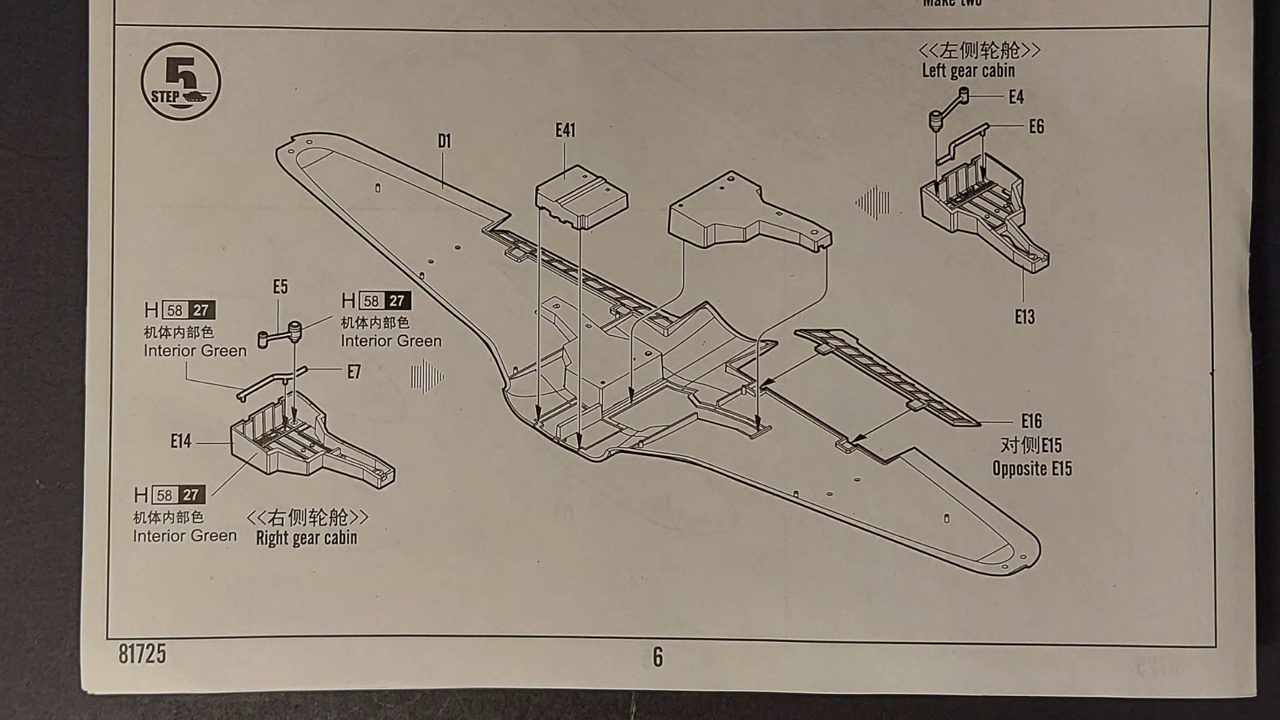 Make two
5
STEP
<<左侧轮舱>>
Left gear cabin
E4
E6
E13
D1
E41
E5
H 58 27
机体内部色
Interior Green
H 58 27
机体内部色
Interior Green
E7
E14
H 58 27
机体内部色
Interior Green
<<右侧轮舱>>
Right gear cabin
E16
对侧E15
Opposite E15
81725
6